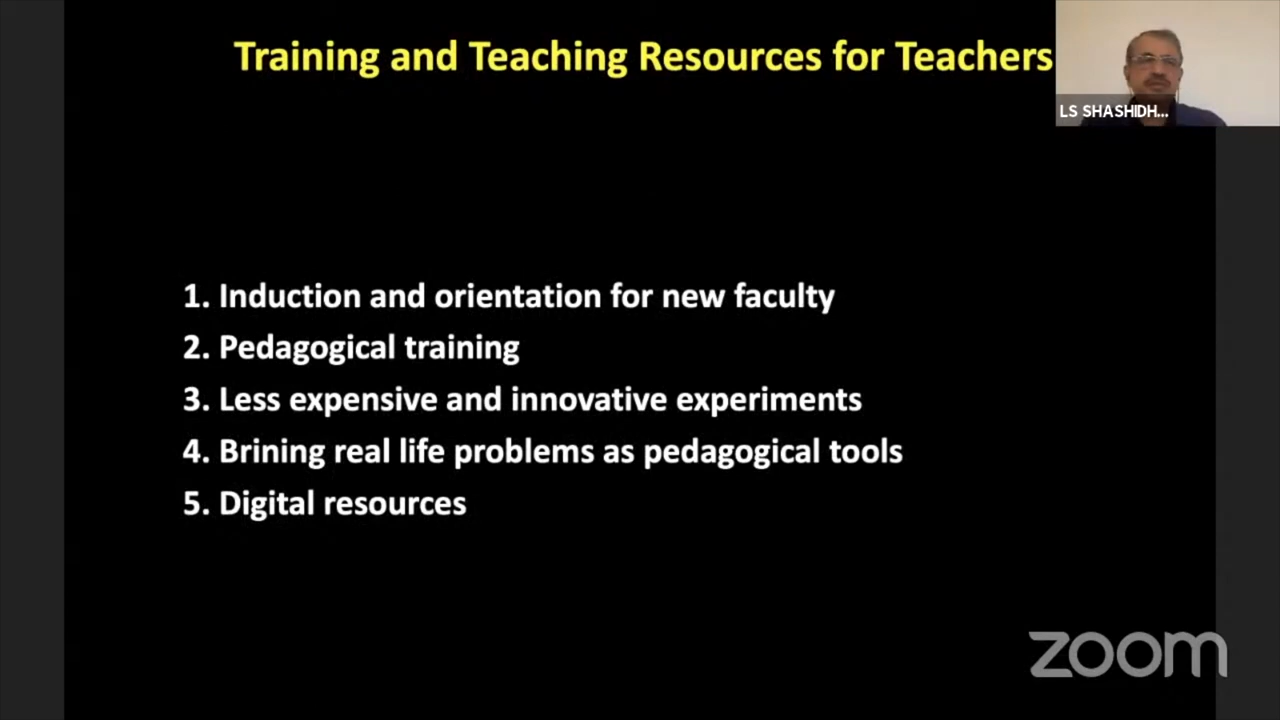 Training and Teaching Resources for Teachers
LS SHASIDH...
1. Induction and orientation for new faculty
2. Pedagogical training
3. Less expensive and innovative experiments
4. Brining real life problems as pedagogical tools
5. Digital resources
zoom